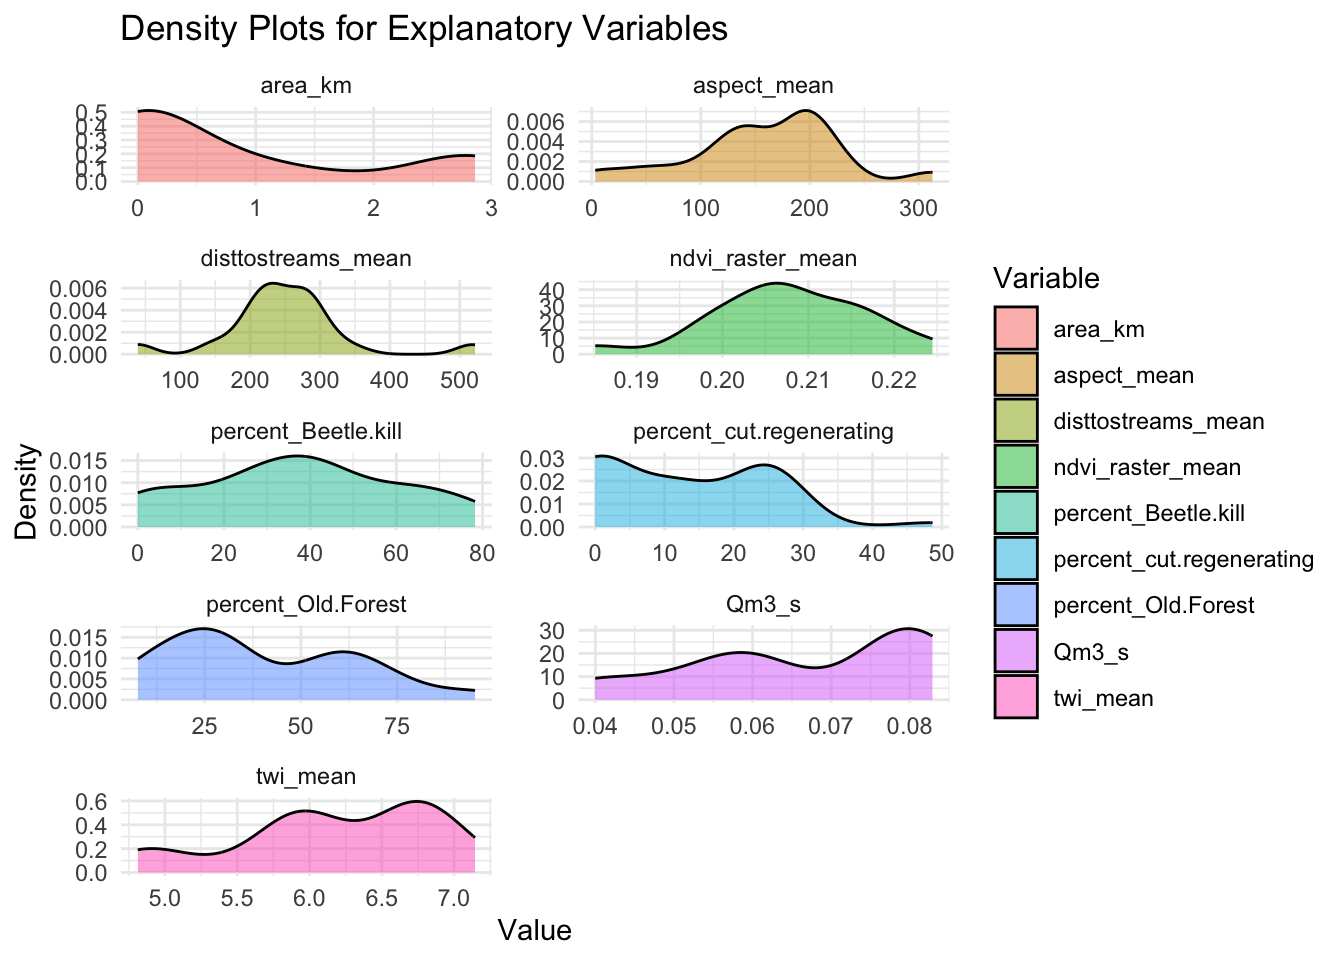 Density Plots for Explanatory Variables
area_km
0.5
0.4
0.3
0.2
0.1
0.0
0 1 2 3
aspect_mean
0.006
0.004
0.002
0.000
0 100 200 300
disttostreams_mean
0.006
0.004
0.002
0.000
100 200 300 400 500
ndvi_raster_mean
40
30
20
10
0
0.19 0.20 0.21 0.22
percent_Beetle.kill
0.015
0.010
0.005
0.000
0 20 40 60 80
percent_cut.regenerating
0.03
0.02
0.01
0.00
0 10 20 30 40 50
percent_Old.Forest
0.015
0.010
0.005
0.000
25 50 75
Qm3_s
30
20
10
0
0.04 0.05 0.06 0.07 0.08
twi_mean
0.6
0.4
0.2
0.0
5.0 5.5 6.0 6.5 7.0
Density
Value
Variable
area_km
aspect_mean
disttostreams_mean
ndvi_raster_mean
percent_Beetle.kill
percent_cut.regenerating
percent_Old.Forest
Qm3_s
twi_mean